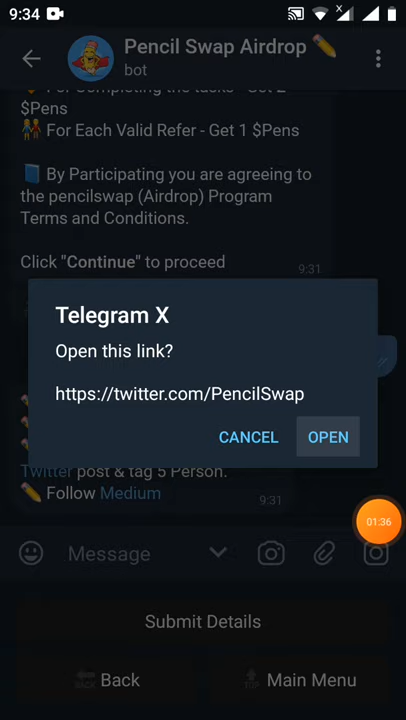 9:34
Pencil Swap Airdrop ✏️
bot
For Completing the tasks - Get 2
$Pens
👫 For Each Valid Refer - Get 1 $Pens
📘 By Participating you are agreeing to
the pencilswap (Airdrop) Program
Terms and Conditions.
Click "Continue" to proceed
9:31
Telegram X
Open this link?
https://twitter.com/PencilSwap
CANCEL
OPEN
Twitter post & tag 5 Person.
✏️ Follow Medium
9:31
01:36
Message
Submit Details
BACK Back
TOP Main Menu